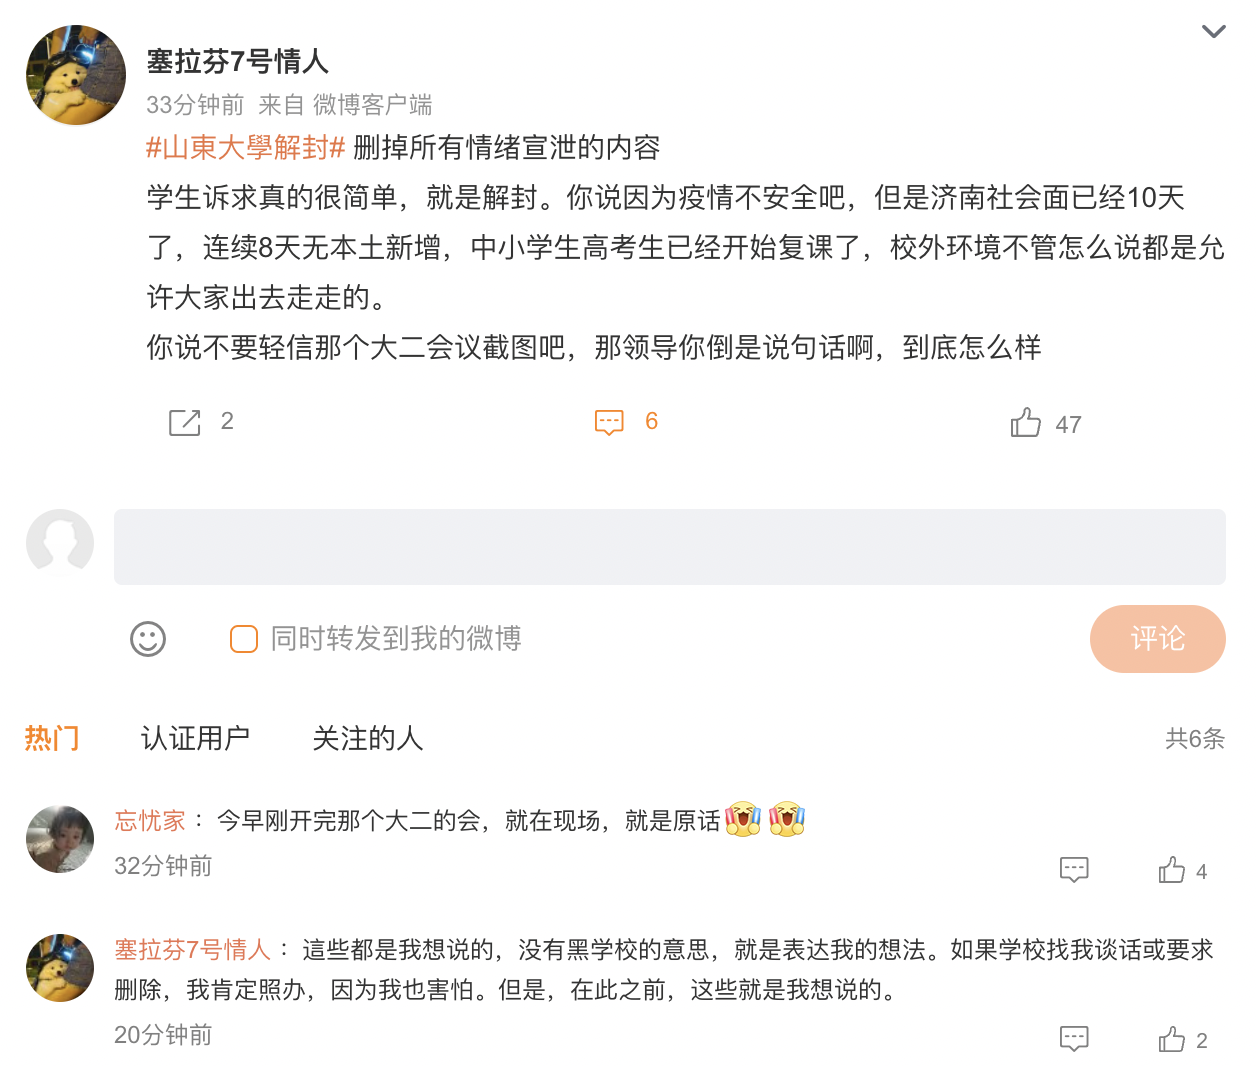 塞拉芬7号情人
33分钟前 来自 微博客户端
#山東大學解封# 删掉所有情绪宣泄的内容
学生诉求真的很简单，就是解封。你说因为疫情不安全吧，但是济南社会面已经10天
了，连续8天无本土新增，中小学生高考生已经开始复课了，校外环境不管怎么说都是允
许大家出去走走的。
你说不要轻信那个大二会议截图吧，那领导你倒是说句话啊，到底怎么样
2 6 47
同时转发到我的微博 评论
热门 认证用户 关注的人 共6条
忘忧家：今早刚开完那个大二的会，就在现场，就是原话
32分钟前 4
塞拉芬7号情人：這些都是我想说的，没有黑学校的意思，就是表达我的想法。如果学校找我谈话或要求
删除，我肯定照办，因为我也害怕。但是，在此之前，这些就是我想说的。
20分钟前 2